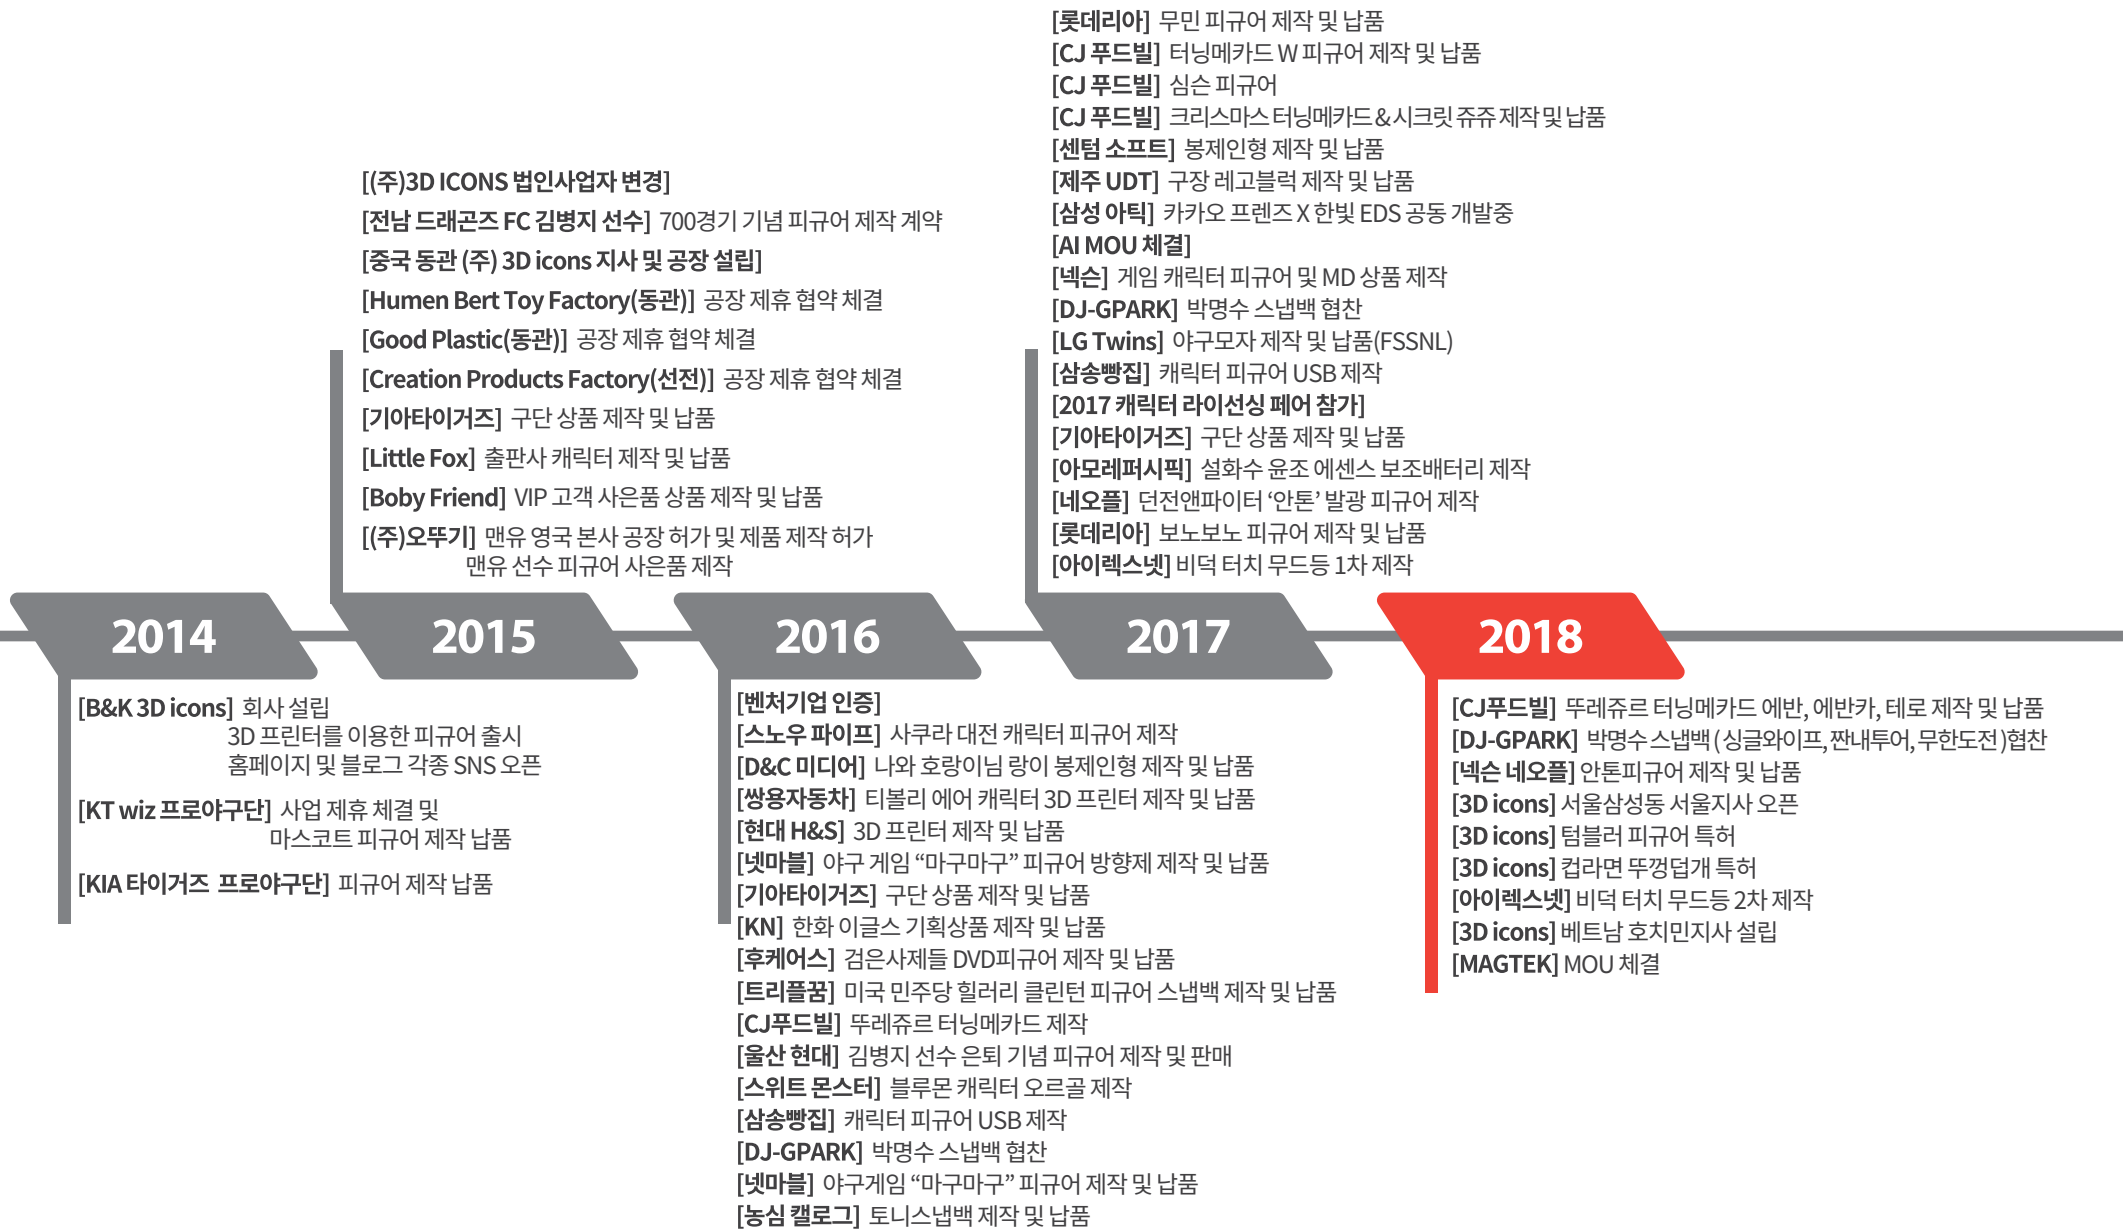 2014
[B&K 3D icons] 회사 설립
3D 프린터를 이용한 피규어 출시
홈페이지 및 블로그 각종 SNS 오픈
[KT wiz 프로야구단] 사업 제휴 체결 및
마스코트 피규어 제작 납품
[KIA 타이거즈 프로야구단] 피규어 제작 납품
[(주)3D ICONS 법인사업자 변경]
[전남 드래곤즈 FC 김병지 선수] 700경기 기념 피규어 제작 계약
[중국 동관 (주) 3D icons 지사 및 공장 설립]
[Humen Bert Toy Factory(동관)] 공장 제휴 협약 체결
[Good Plastic(동관)] 공장 제휴 협약 체결
[Creation Products Factory(선전)] 공장 제휴 협약 체결
[기아타이거즈] 구단 상품 제작 및 납품
[Little Fox] 출판사 캐릭터 제작 및 납품
[Boby Friend] VIP 고객 사은품 상품 제작 및 납품
[(주)오뚜기] 맨유 영국 본사 공장 허가 및 제품 제작 허가
맨유 선수 피규어 사은품 제작
2015
2016
[벤처기업 인증]
[스노우 파이프] 사쿠라 대전 캐릭터 피규어 제작
[D&C 미디어] 나와 호랑이님 랑이 봉제인형 제작 및 납품
[쌍용자동차] 티볼리 에어 캐릭터 3D 프린터 제작 및 납품
[현대 H&S] 3D 프린터 제작 및 납품
[넷마블] 야구 게임 “마구마구” 피규어 방향제 제작 및 납품
[기아타이거즈] 구단 상품 제작 및 납품
[KN] 한화 이글스 기획상품 제작 및 납품
[후케어스] 검은사제들 DVD피규어 제작 및 납품
[트리플꿈] 미국 민주당 힐러리 클린턴 피규어 스냅백 제작 및 납품
[CJ푸드빌] 뚜레쥬르 터닝메카드 제작
[울산 현대] 김병지 선수 은퇴 기념 피규어 제작 및 판매
[스위트 몬스터] 블루몬 캐릭터 오르골 제작
[삼송빵집] 캐릭터 피규어 USB 제작
[DJ-GPARK] 박명수 스냅백 협찬
[넷마블] 야구게임 “마구마구” 피규어 제작 및 납품
[농심 캘로그] 토니스냅백 제작 및 납품
[롯데리아] 무민 피규어 제작 및 납품
[CJ 푸드빌] 터닝메카드 W 피규어 제작 및 납품
[CJ 푸드빌] 심슨 피규어
[CJ 푸드빌] 크리스마스 터닝메카드 & 시크릿 쥬쥬 제작 및 납품
[센텀 소프트] 봉제인형 제작 및 납품
[제주 UDT] 구장 레고블럭 제작 및 납품
[삼성 아틱] 카카오 프렌즈 X 한빛 EDS 공동 개발중
[AI MOU 체결]
[넥슨] 게임 캐릭터 피규어 및 MD 상품 제작
[DJ-GPARK] 박명수 스냅백 협찬
[LG Twins] 야구모자 제작 및 납품(FSSNL)
[삼송빵집] 캐릭터 피규어 USB 제작
[2017 캐릭터 라이선싱 페어 참가]
[기아타이거즈] 구단 상품 제작 및 납품
[아모레퍼시픽] 설화수 윤조 에센스 보조배터리 제작
[네오플] 던전앤파이터 ‘안톤’ 발광 피규어 제작
[롯데리아] 보노보노 피규어 제작 및 납품
[아이렉스넷] 비덕 터치 무드등 1차 제작
2017
2018
[CJ푸드빌] 뚜레쥬르 터닝메카드 에반, 에반카, 테로 제작 및 납품
[DJ-GPARK] 박명수 스냅백 ( 싱글와이프, 짠내투어, 무한도전 )협찬
[넥슨 네오플] 안톤피규어 제작 및 납품
[3D icons] 서울삼성동 서울지사 오픈
[3D icons] 텀블러 피규어 특허
[3D icons] 컵라면 뚜껑덥개 특허
[아이렉스넷] 비덕 터치 무드등 2차 제작
[3D icons] 베트남 호치민지사 설립
[MAGTEK] MOU 체결